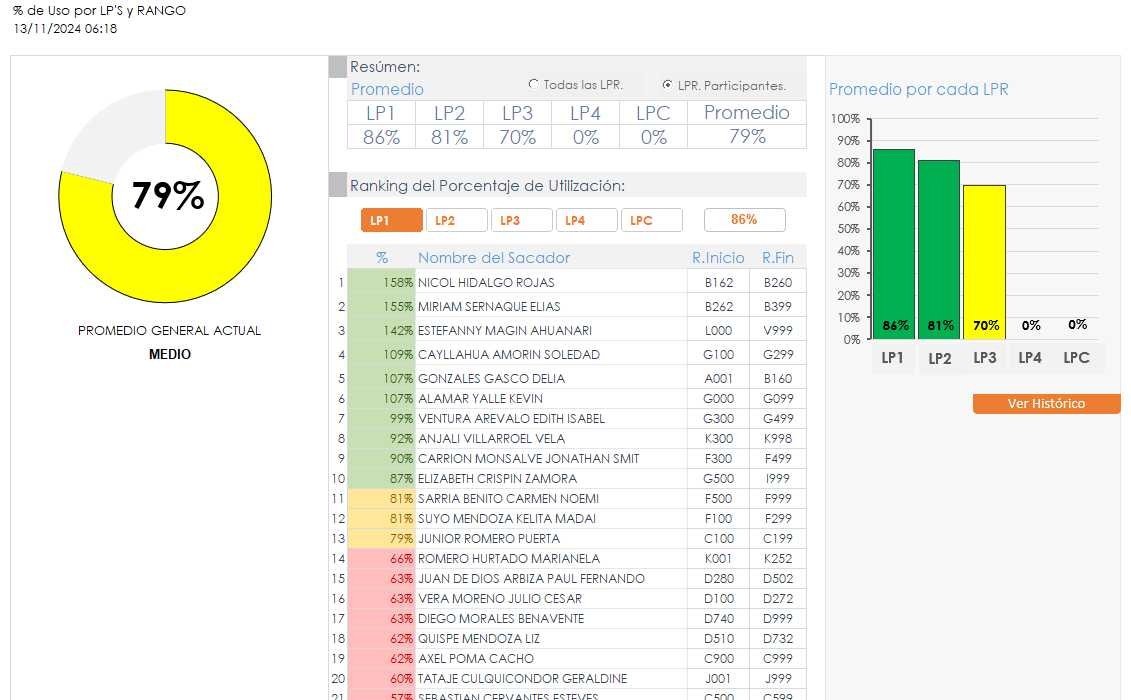 % de Uso por LP'S y RANGO
13/11/2024 06:18
79%
PROMEDIO GENERAL ACTUAL
MEDIO
Resúmen:
Promedio
Todas las LPR.
LPR. Participantes.
LP1 LP2 LP3 LP4 LPC Promedio
86% 81% 70% 0% 0% 79%
Ranking del Porcentaje de Utilización:
LP1 LP2 LP3 LP4 LPC 86%
% Nombre del Sacador R.Inicio R.Fin
1 158% NICOL HIDALGO ROJAS B162 B260
2 155% MIRIAM SERNAQUE ELIAS B262 B399
3 142% ESTEFANNY MAGIN AHUANARI L000 V999
4 109% CAYLLAHUA AMORIN SOLEDAD G100 G299
5 107% GONZALES GASCO DELIA A001 B160
6 107% ALAMAR YALLE KEVIN G000 G099
7 99% VENTURA AREVALO EDITH ISABEL G300 G499
8 92% ANJALI VILLARROEL VELA K300 K998
9 90% CARRION MONSALVE JONATHAN SMIT F300 F499
10 87% ELIZABETH CRISPIN ZAMORA G500 I999
11 81% SARRIA BENITO CARMEN NOEMI F500 F999
12 81% SUYO MENDOZA KELITA MADAI F100 F299
13 79% JUNIOR ROMERO PUERTA C100 C199
14 66% ROMERO HURTADO MARIANELA K001 K252
15 63% JUAN DE DIOS ARBIZA PAUL FERNANDO D280 D502
16 63% VERA MORENO JULIO CESAR D100 D272
17 63% DIEGO MORALES BENAVENTE D740 D999
18 62% QUISPE MENDOZA LIZ D510 D732
19 62% AXEL POMA CACHO C900 C999
20 60% TATAJE CULQUICONDOR GERALDINE J001 J999
21 57% SEBASTIAN CERVANTES ESTEVES C500 C599
Promedio por cada LPR
100%
90%
80%
70%
60%
50%
40%
30%
20%
10%
0%
86% 81% 70% 0% 0%
LP1 LP2 LP3 LP4 LPC
Ver Histórico